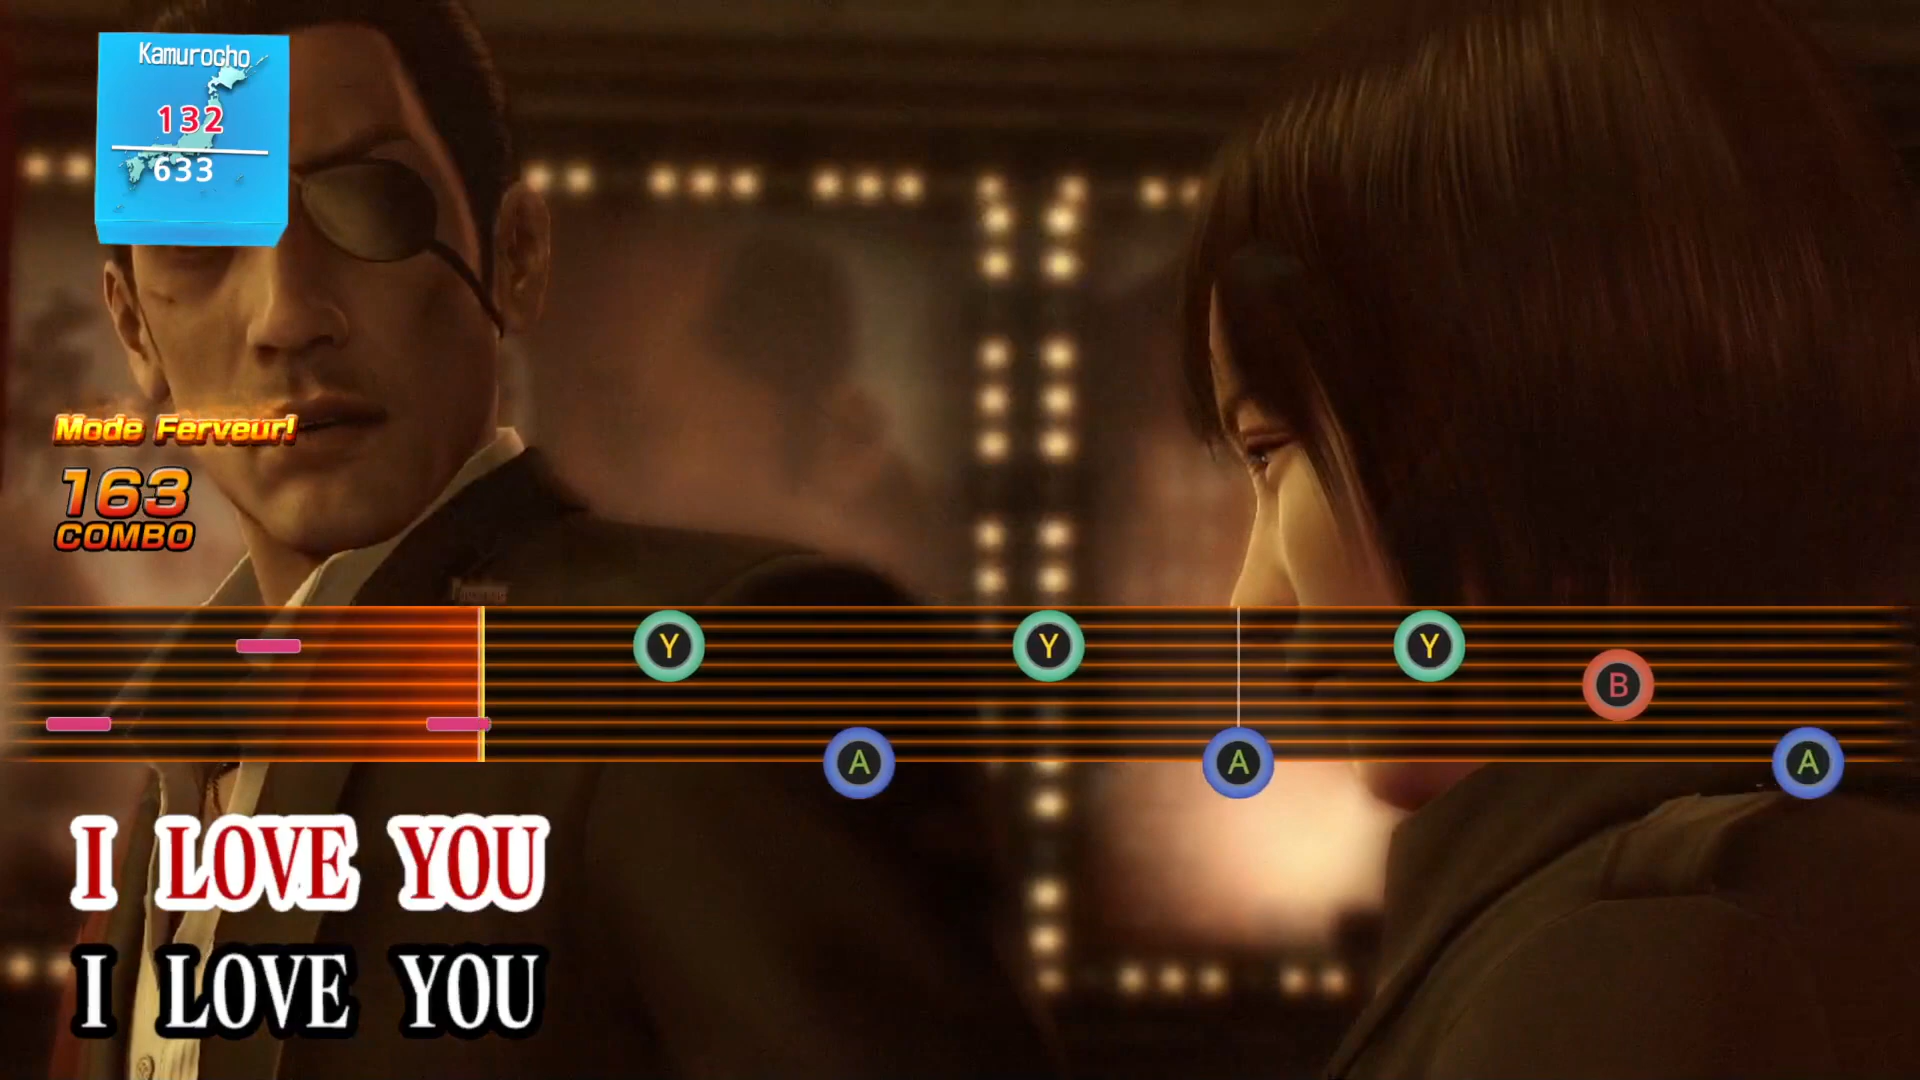 Kamurocho
132
633
Mode Ferveur!
163
COMBO
Y Y Y
B
A A A
I LOVE YOU
I LOVE YOU